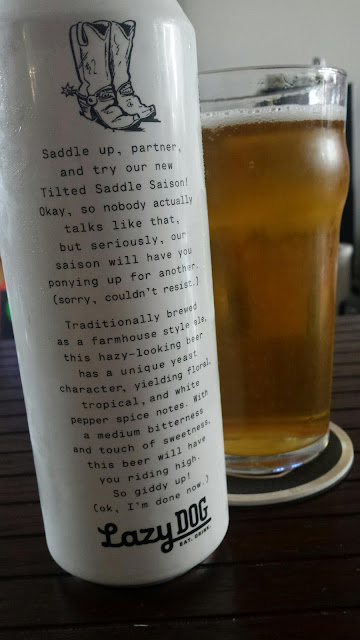 Saddle up, partner,
and try our new
Tilted Saddle Saison!
Okay, so nobody actually
talks like that,
but seriously, our
saison will have you
ponying up for another.
(sorry, couldn't resist.)
Traditionally brewed
as a farmhouse style ale,
this hazy-looking beer
has a unique yeast
character, yielding floral,
tropical, and white
pepper spice notes. With
a medium bitterness
and touch of sweetness,
this beer will have
you riding high.
So giddy up!
(ok, I'm done now.)
Lazy DOG
EAT. DRINK.